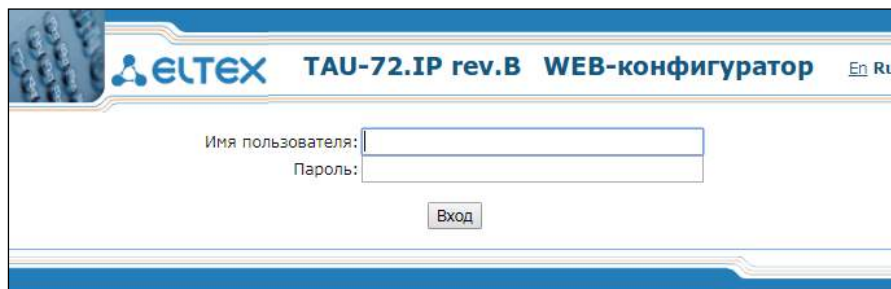 ELTEX TAU-72.IP rev.B WEB-конфигуратор En Ru
Имя пользователя:
Пароль:
Вход